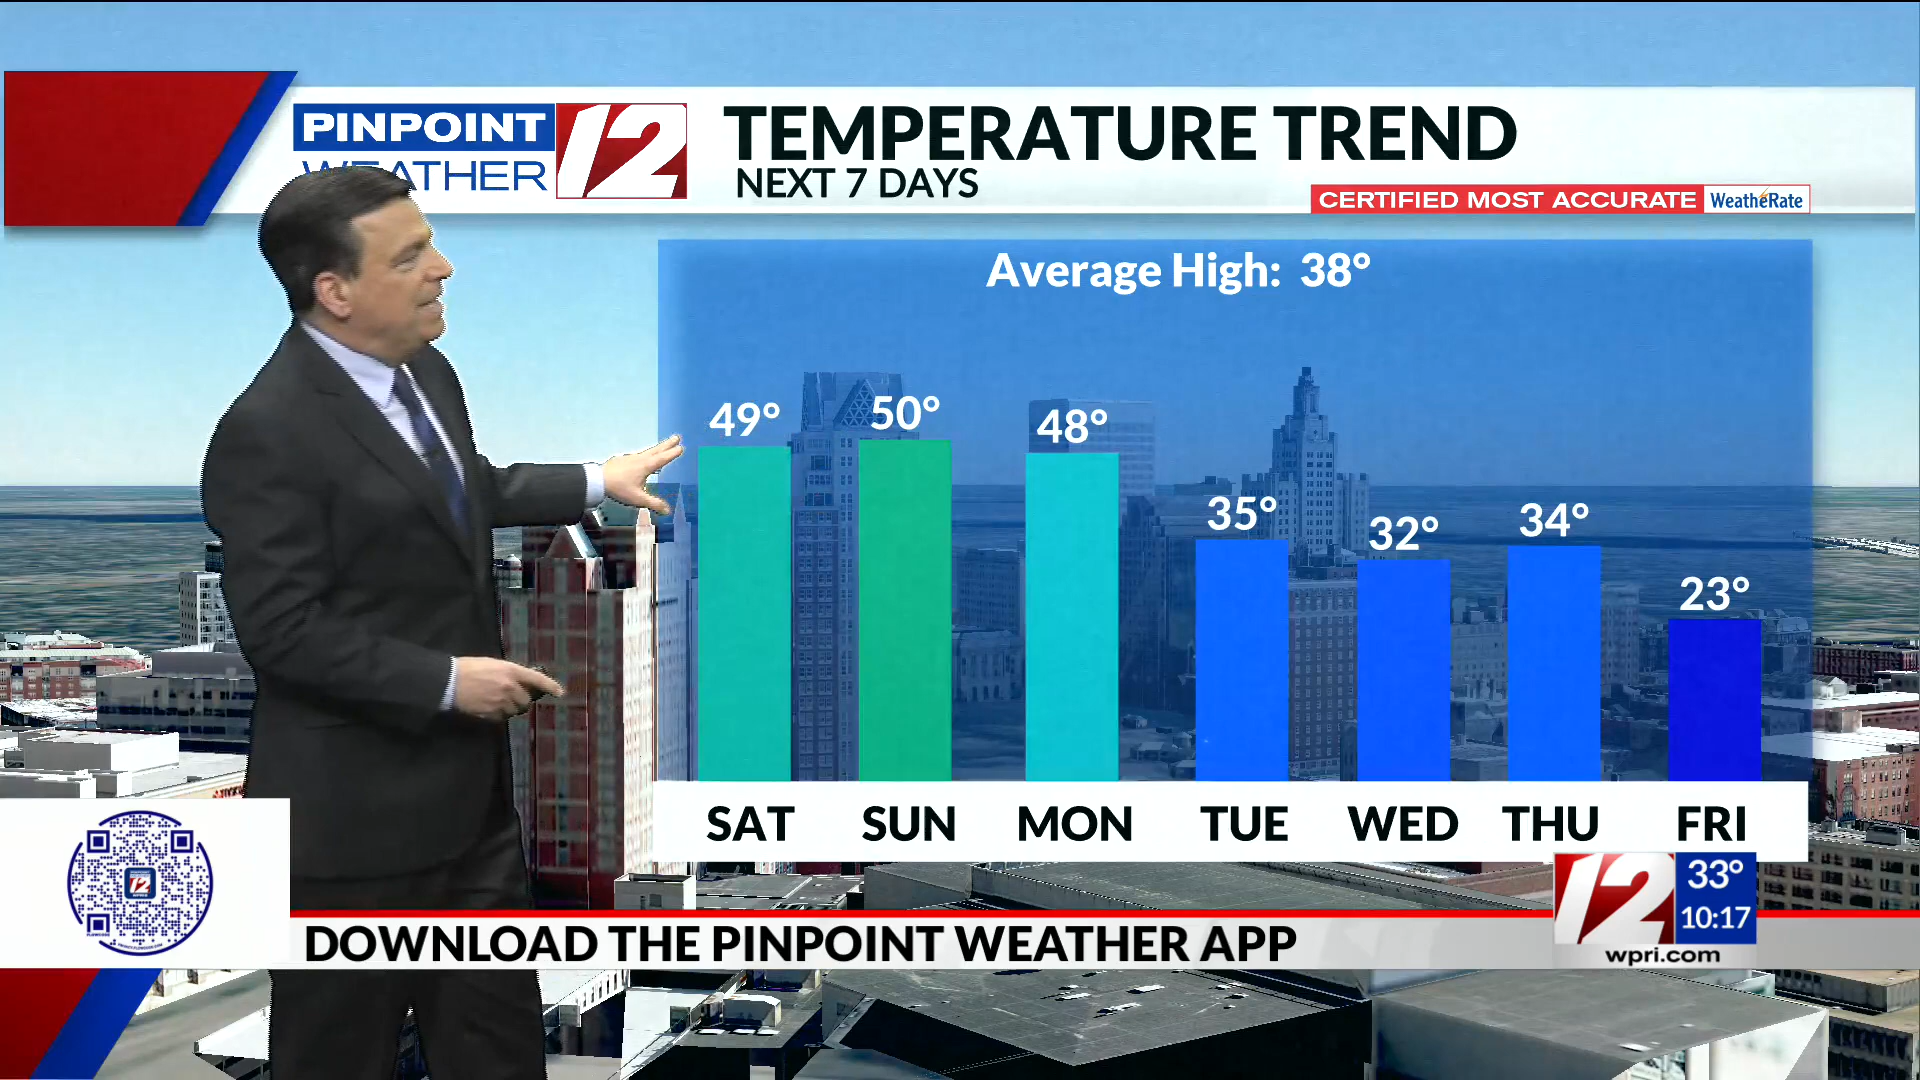 PINPOINT
WEATHER
12
TEMPERATURE TREND
NEXT 7 DAYS
CERTIFIED MOST ACCURATE WeatheRate
Average High: 38°
49° 50° 48° 35° 32° 34° 23°
SAT SUN MON TUE WED THU FRI
12
DOWNLOAD THE PINPOINT WEATHER APP
12
33°
10:17
wpri.com